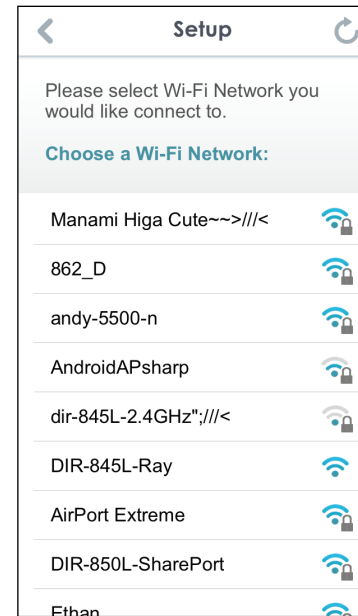 Setup
Please select Wi-Fi Network you
would like connect to.
Choose a Wi-Fi Network:
Manami Higa Cute~~>///<
862_D
andy-5500-n
AndroidAPsharp
dir-845L-2.4GHz";///<
DIR-845L-Ray
AirPort Extreme
DIR-850L-SharePort
Ethan